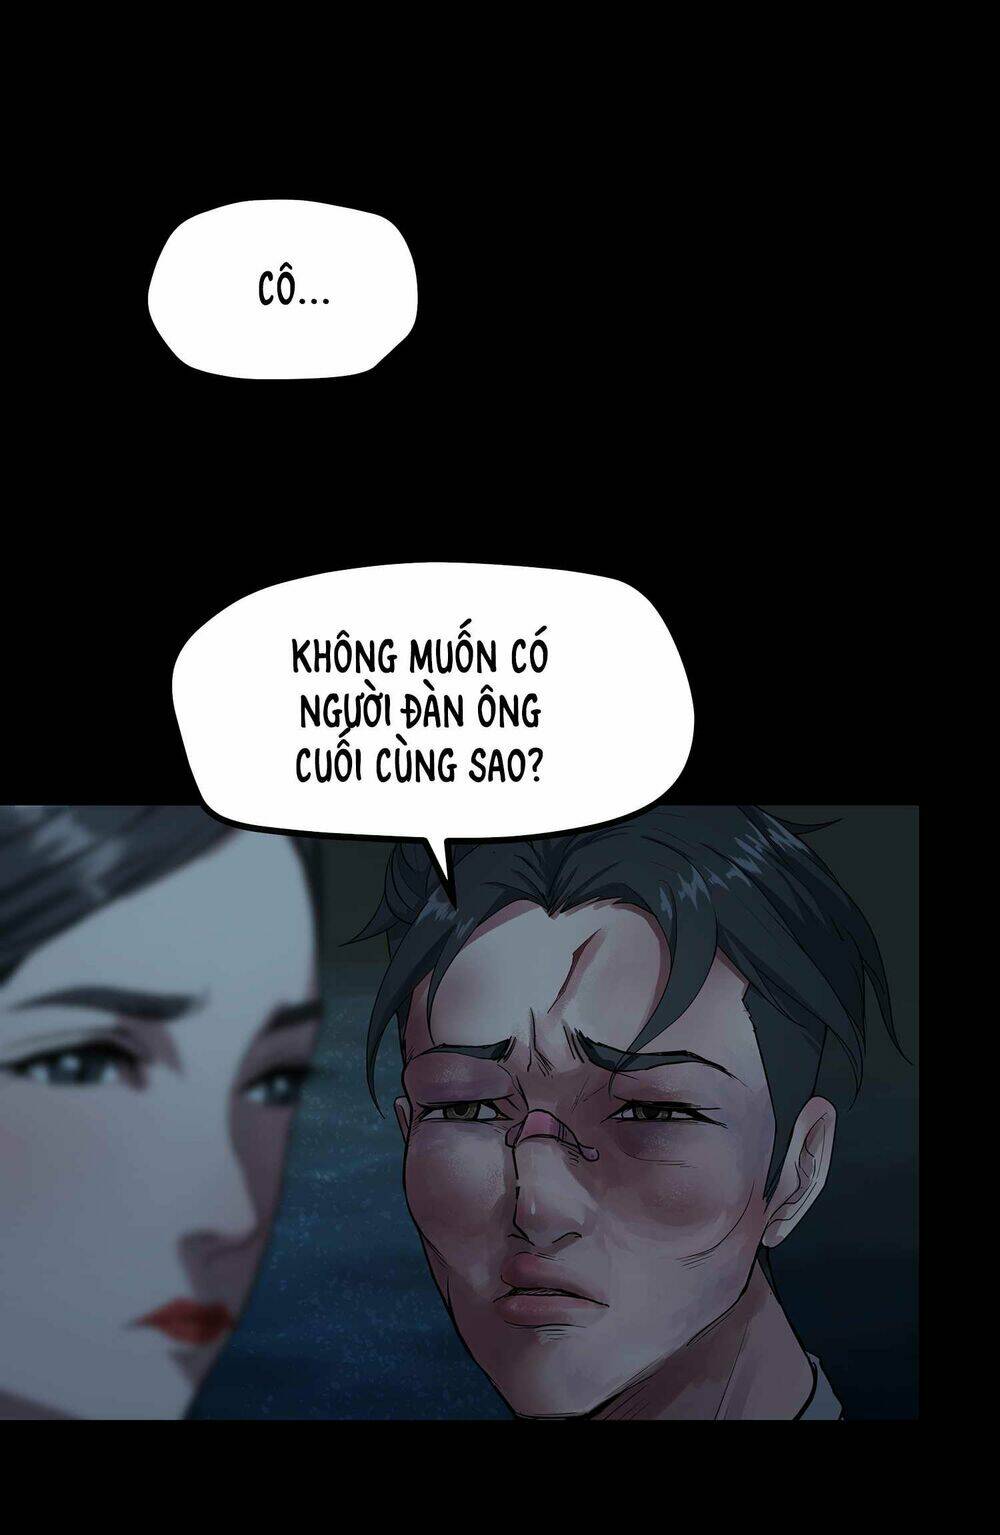 CÔ...
KHÔNG MUỐN CÓ
NGƯỜI ĐÀN ÔNG
CUỐI CÙNG SAO?